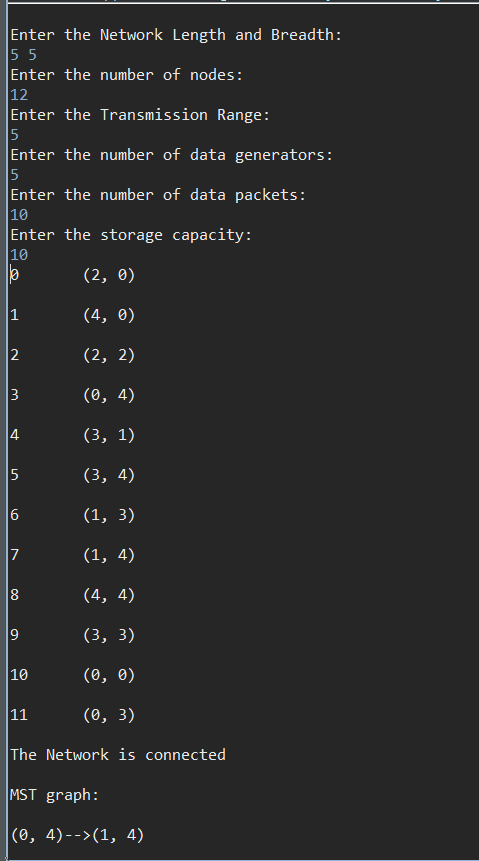 Enter the Network Length and Breadth:
5 5
Enter the number of nodes:
12
Enter the Transmission Range:
5
Enter the number of data generators:
5
Enter the number of data packets:
10
Enter the storage capacity:
10
0 (2, 0)
1 (4, 0)
2 (2, 2)
3 (0, 4)
4 (3, 1)
5 (3, 4)
6 (1, 3)
7 (1, 4)
8 (4, 4)
9 (3, 3)
10 (0, 0)
11 (0, 3)
The Network is connected
MST graph:
(0, 4)-->(1, 4)